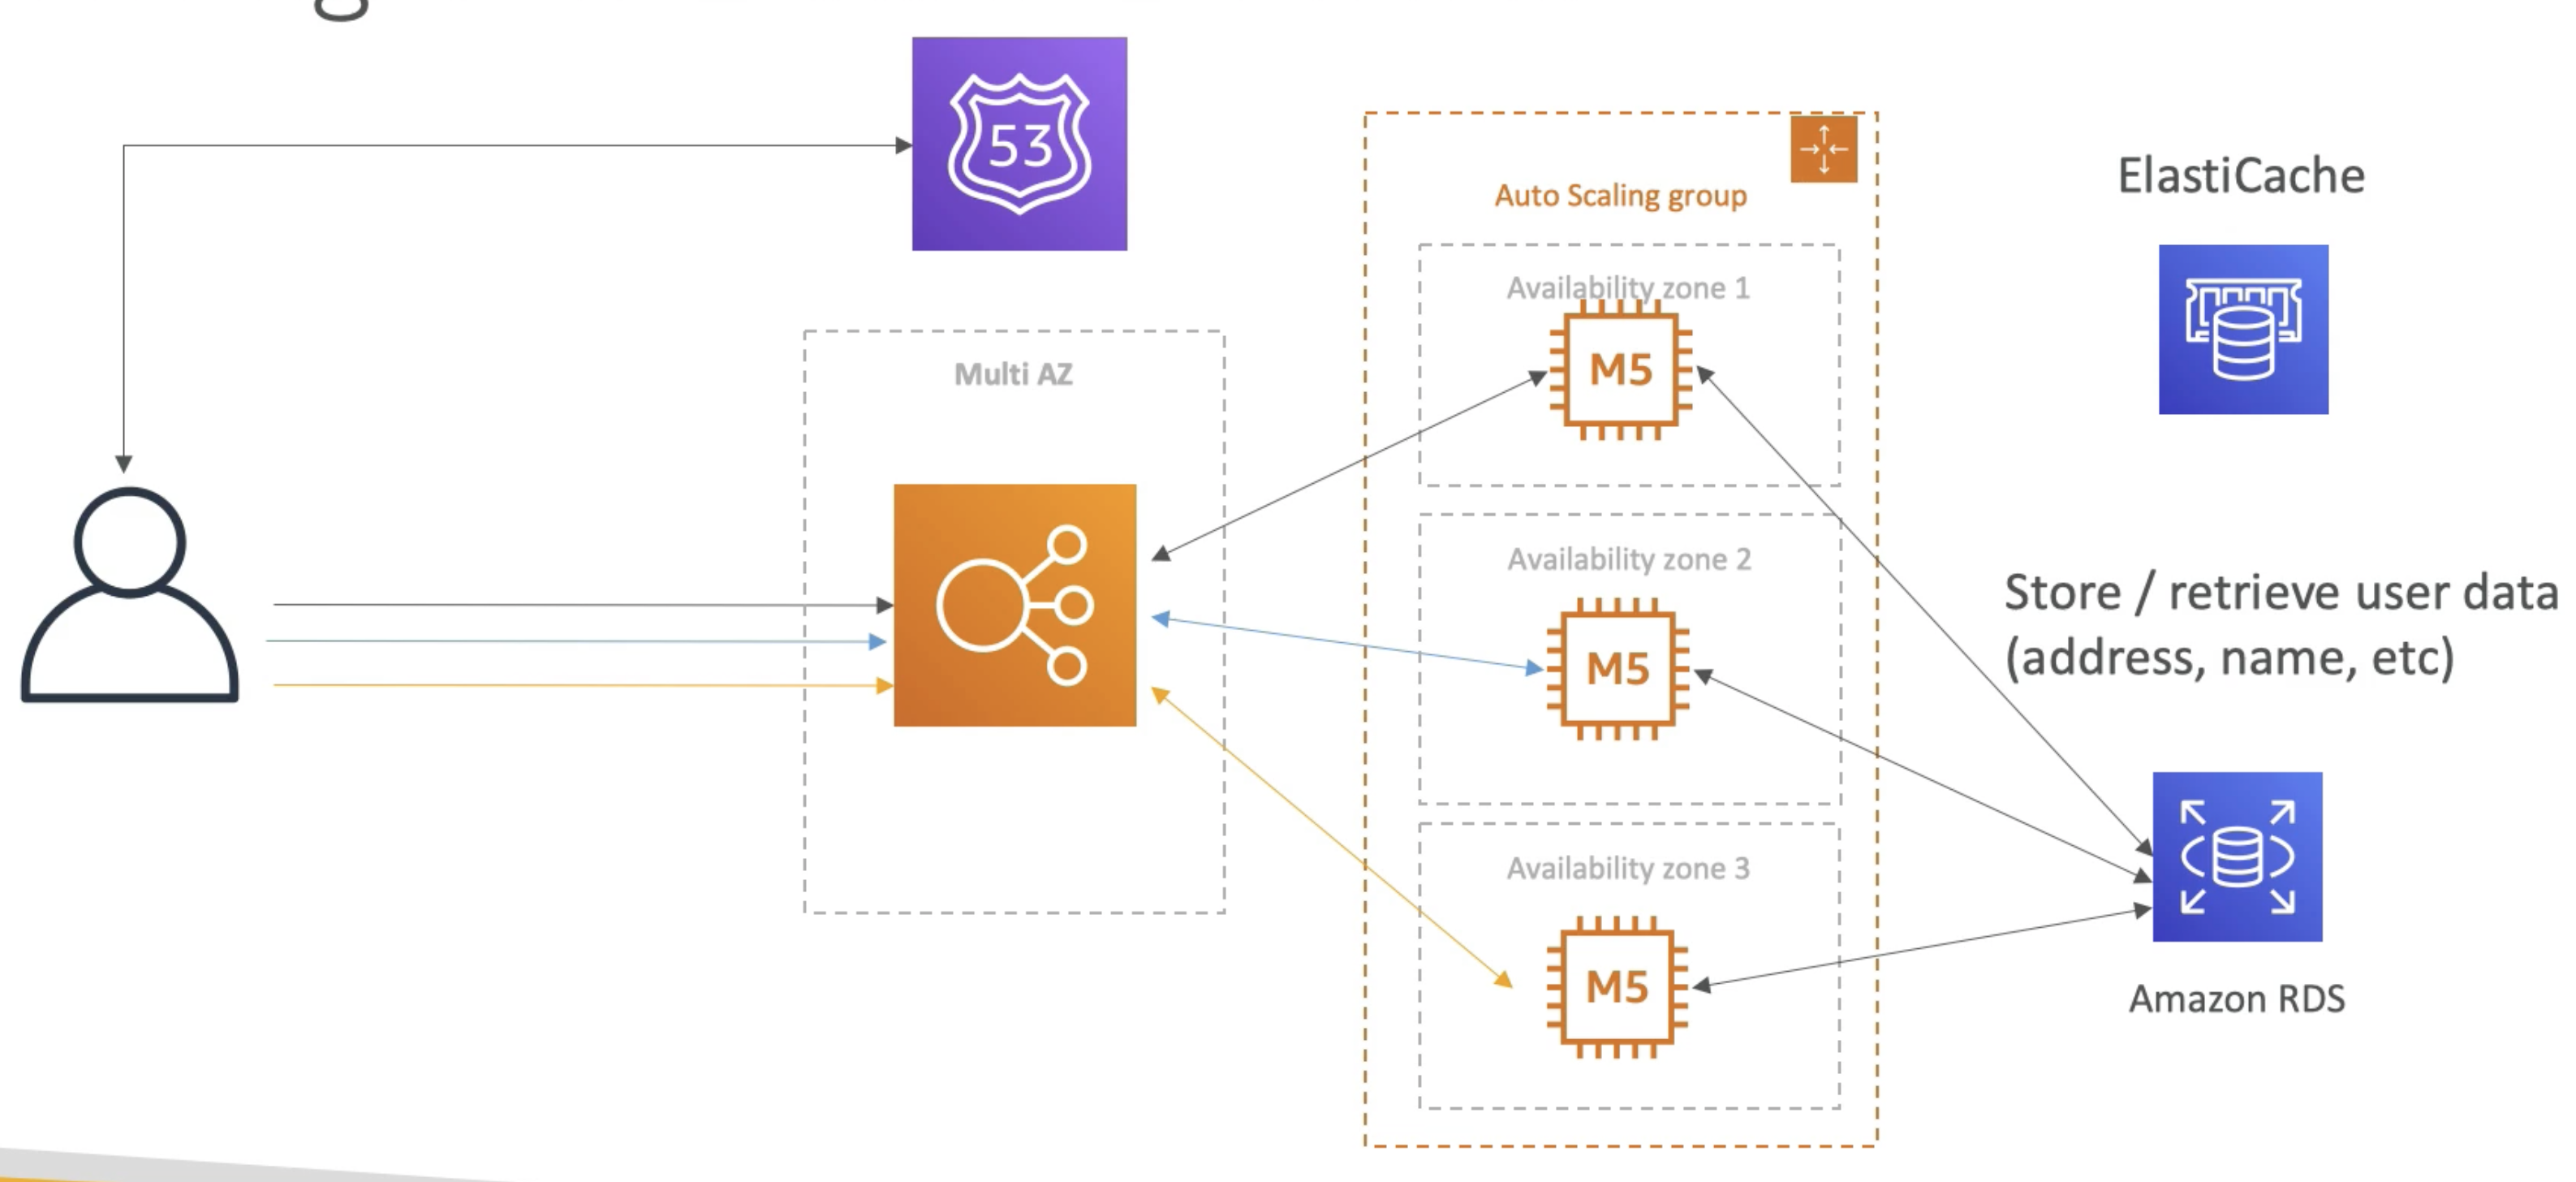 53
Auto Scaling group
ElastiCache
Availability zone 1
M5
Multi AZ
Availability zone 2
M5
Store / retrieve user data
(address, name, etc)
Availability zone 3
M5
Amazon RDS